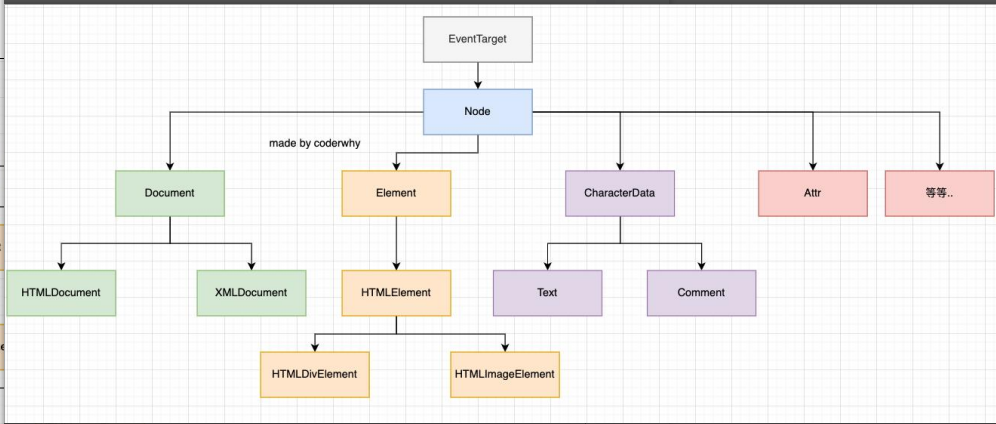 EventTarget
Node
made by coderwhy
Document
Element
CharacterData
Attr
等等..
HTMLDocument
XMLDocument
HTMLElement
Text
Comment
HTMLDivElement
HTMLImageElement